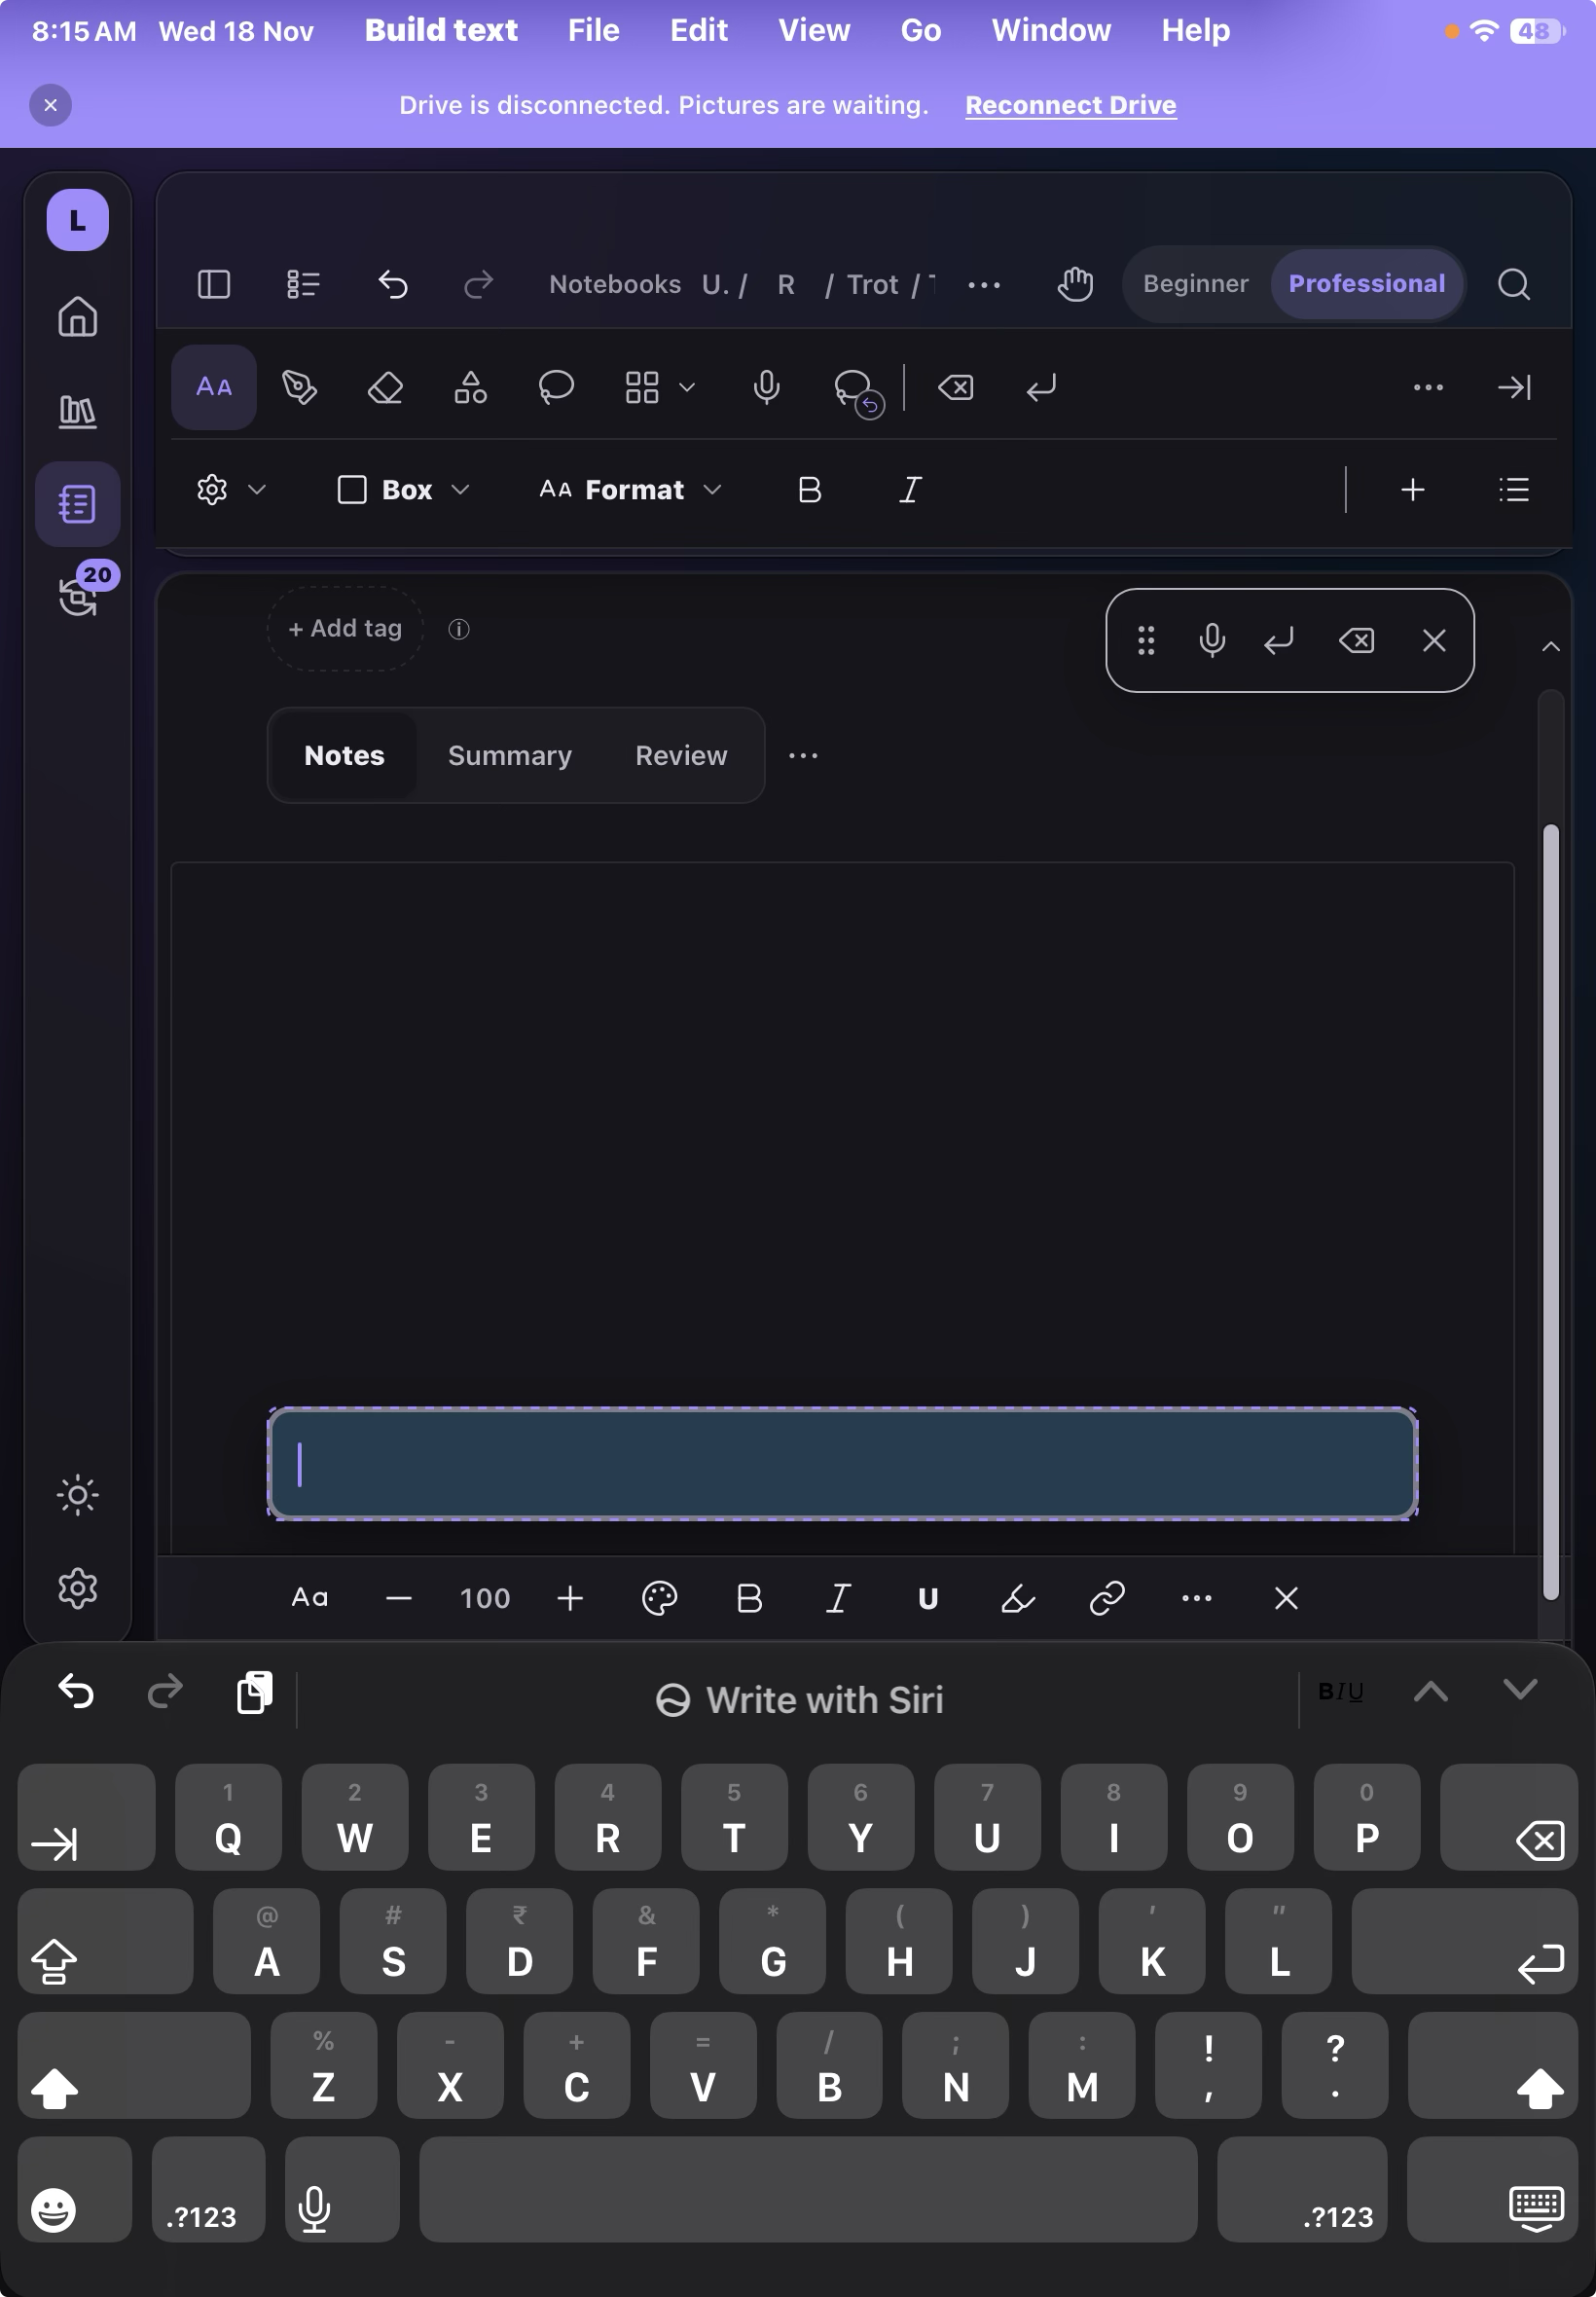 8:15 AM Wed 18 Nov Build text File Edit View Go Window Help 48
Drive is disconnected. Pictures are waiting. Reconnect Drive
L
Notebooks U. / R / Trot / Beginner Professional
AA
Box AA Format B I
20
+ Add tag
Notes Summary Review
Aa 100 B I U
Write with Siri BIU
1 2 3 4 5 6 7 8 9 0
Q W E R T Y U I O P
@ # ₹ & * ( ) ' "
A S D F G H J K L
% - + = / ; : ! ?
Z X C V B N M , .
.?123 .?123